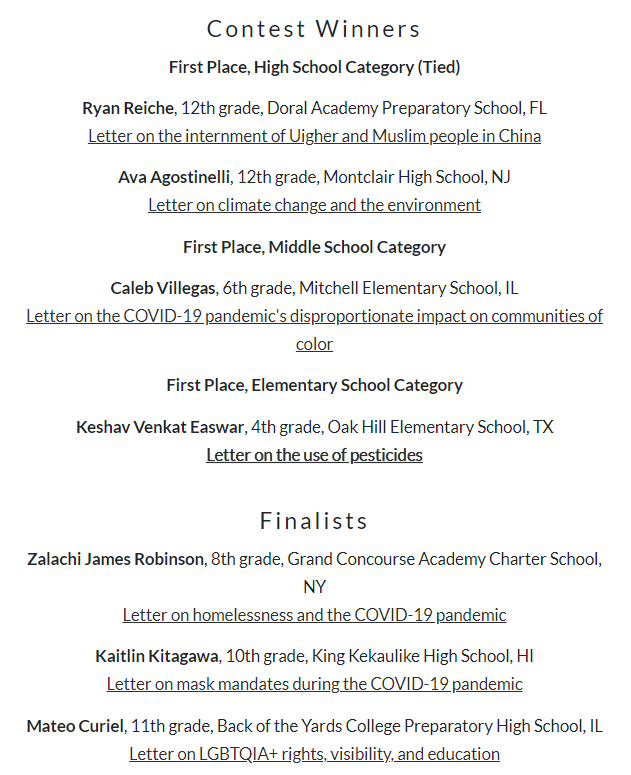 Contest Winners
First Place, High School Category (Tied)
Ryan Reiche, 12th grade, Doral Academy Preparatory School, FL
Letter on the internment of Uigher and Muslim people in China
Ava Agostinelli, 12th grade, Montclair High School, NJ
Letter on climate change and the environment
First Place, Middle School Category
Caleb Villegas, 6th grade, Mitchell Elementary School, IL
Letter on the COVID-19 pandemic's disproportionate impact on communities of
color
First Place, Elementary School Category
Keshav Venkat Easwar, 4th grade, Oak Hill Elementary School, TX
Letter on the use of pesticides
Finalists
Zalachi James Robinson, 8th grade, Grand Concourse Academy Charter School,
NY
Letter on homelessness and the COVID-19 pandemic
Kaitlin Kitagawa, 10th grade, King Kekaulike High School, HI
Letter on mask mandates during the COVID-19 pandemic
Mateo Curiel, 11th grade, Back of the Yards College Preparatory High School, IL
Letter on LGBTQIA+ rights, visibility, and education